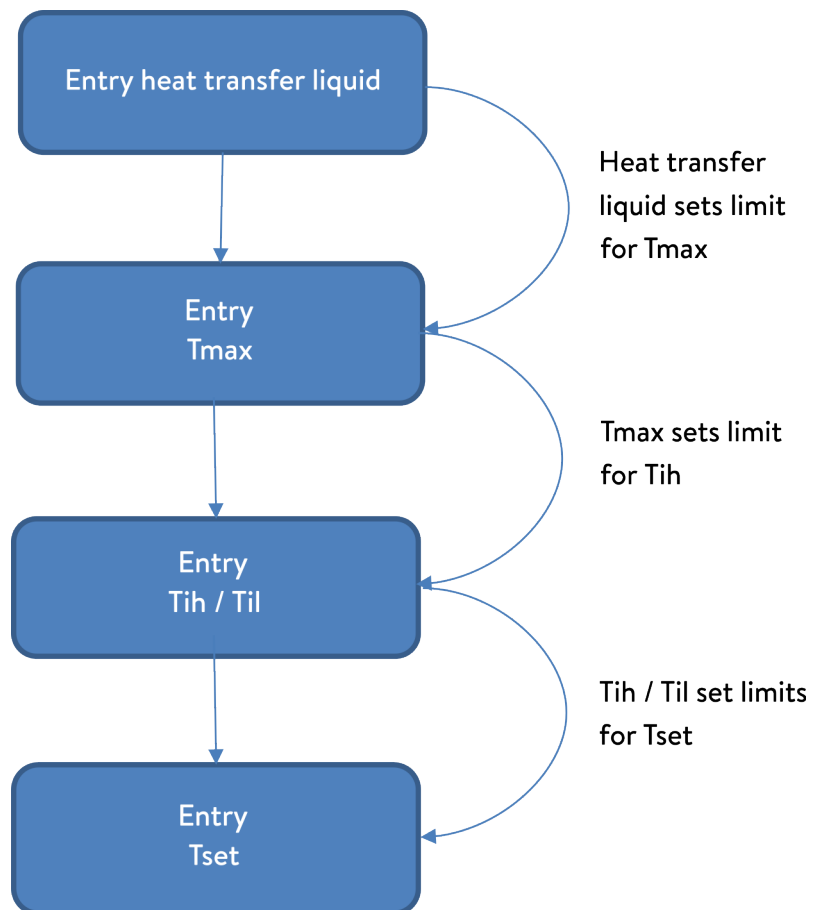 Entry heat transfer liquid
Heat transfer
liquid sets limit
for Tmax
Entry
Tmax
Tmax sets limit
for Tih
Entry
Tih / Til
Tih / Til set limits
for Tset
Entry
Tset